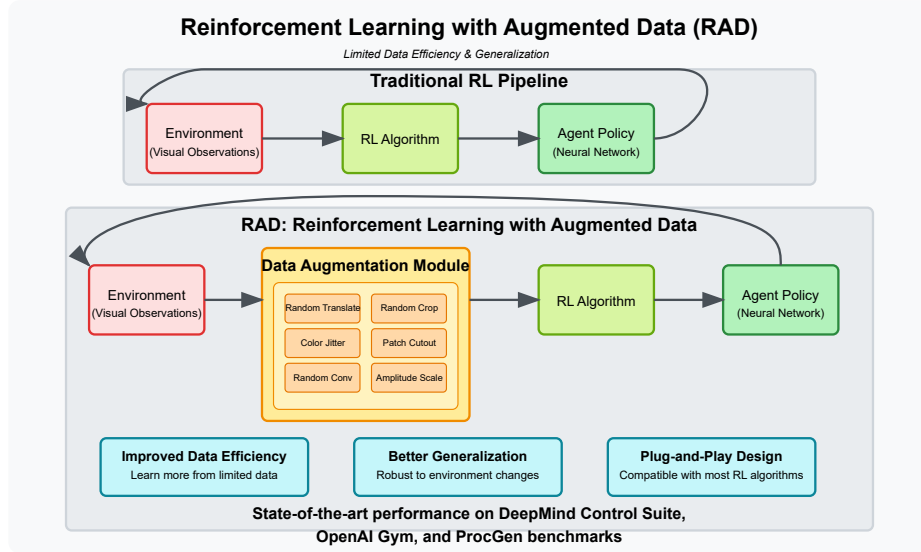 Reinforcement Learning with Augmented Data (RAD)
Limited Data Efficiency & Generalization
Traditional RL Pipeline
Environment
(Visual Observations)
RL Algorithm
Agent Policy
(Neural Network)
RAD: Reinforcement Learning with Augmented Data
Environment
(Visual Observations)
Data Augmentation Module
Random Translate
Random Crop
Color Jitter
Patch Cutout
Random Conv
Amplitude Scale
RL Algorithm
Agent Policy
(Neural Network)
Improved Data Efficiency
Learn more from limited data
Better Generalization
Robust to environment changes
Plug-and-Play Design
Compatible with most RL algorithms
State-of-the-art performance on DeepMind Control Suite,
OpenAI Gym, and ProcGen benchmarks